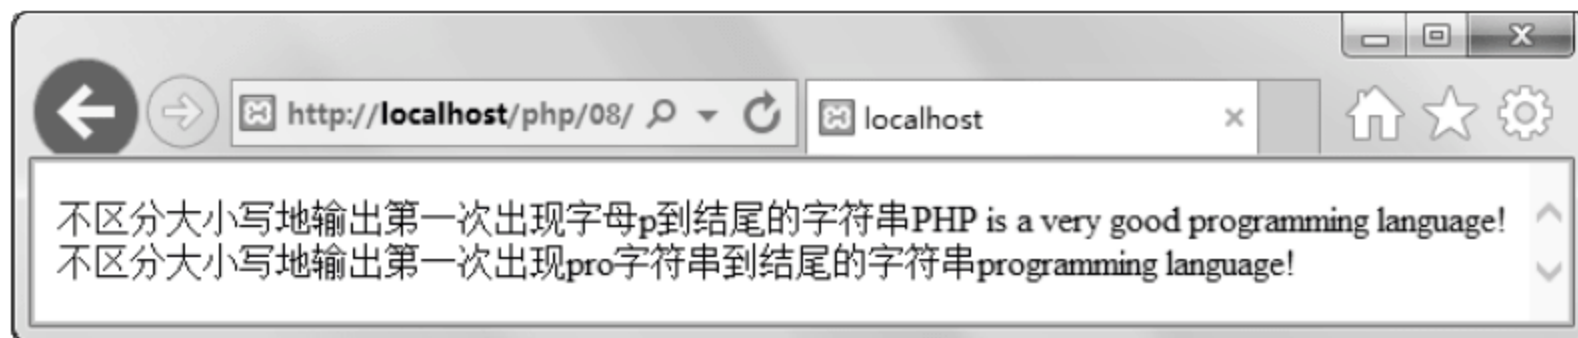 http://localhost/php/08/
localhost
不区分大小写地输出第一次出现字母p到结尾的字符串PHP is a very good programming language!
不区分大小写地输出第一次出现pro字符串到结尾的字符串programming language!